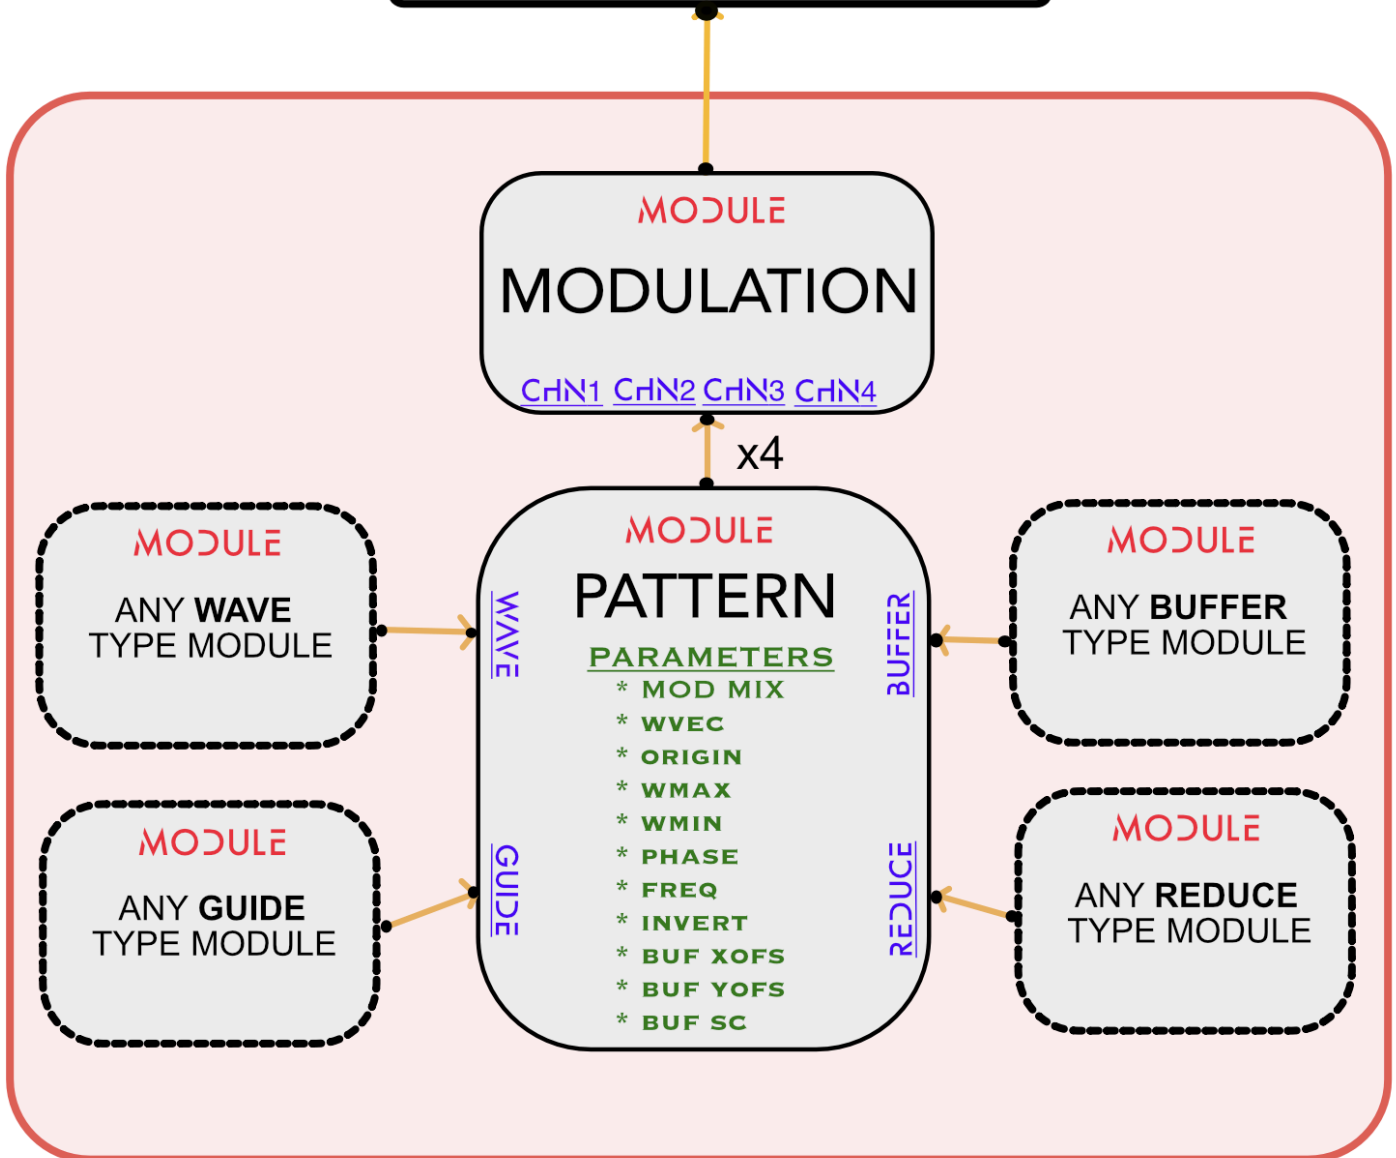 MODULE
MODULATION
CHN1 CHN2 CHN3 CHN4
x4
MODULE
ANY WAVE
TYPE MODULE
MODULE
ANY GUIDE
TYPE MODULE
MODULE
PATTERN
WAVE
GUIDE
BUFFER
REDUCE
PARAMETERS
* MOD MIX
* WVEC
* ORIGIN
* WMAX
* WMIN
* PHASE
* FREQ
* INVERT
* BUF XOFS
* BUF YOFS
* BUF SC
MODULE
ANY BUFFER
TYPE MODULE
MODULE
ANY REDUCE
TYPE MODULE